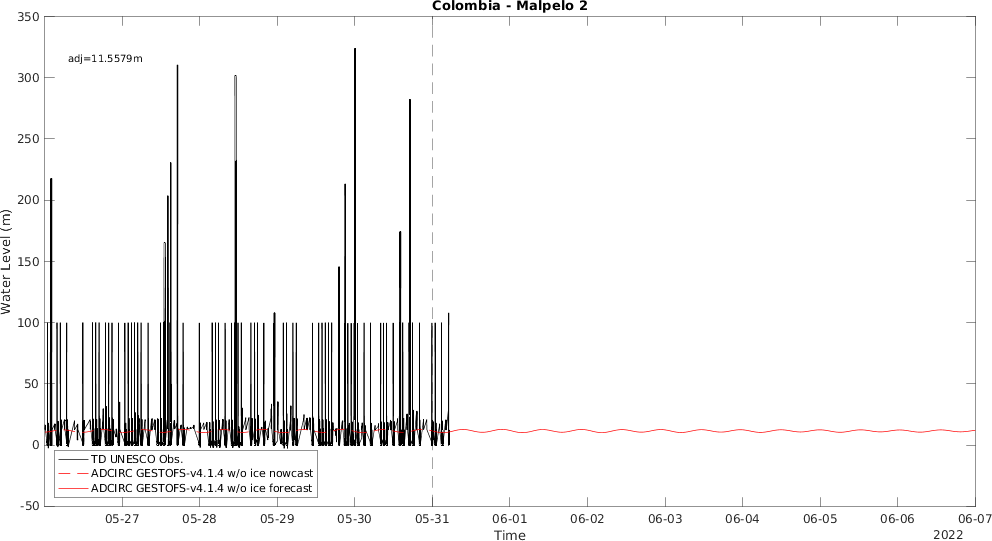 Colombia - Malpelo 2
adj=11.5579m
Water Level (m)
350
300
250
200
150
100
50
0
-50
TD UNESCO Obs.
ADCIRC GESTOFS-v4.1.4 w/o ice nowcast
ADCIRC GESTOFS-v4.1.4 w/o ice forecast
05-27 05-28 05-29 05-30 05-31 06-01 06-02 06-03 06-04 06-05 06-06 06-07
Time
2022